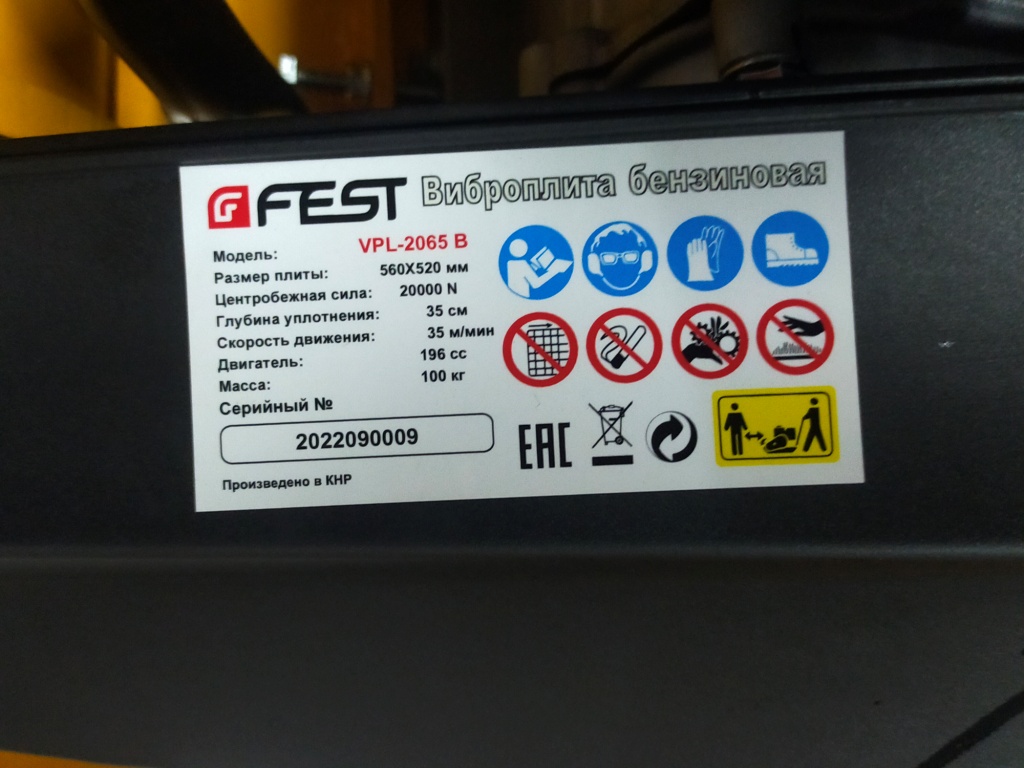 FEST Виброплита бензиновая
Модель: VPL-2065 B
Размер плиты: 560X520 мм
Центробежная сила: 20000 N
Глубина уплотнения: 35 см
Скорость движения: 35 м/мин
Двигатель: 196 сс
Масса: 100 кг
Серийный №
2022090009
Произведено в КНР
EAC